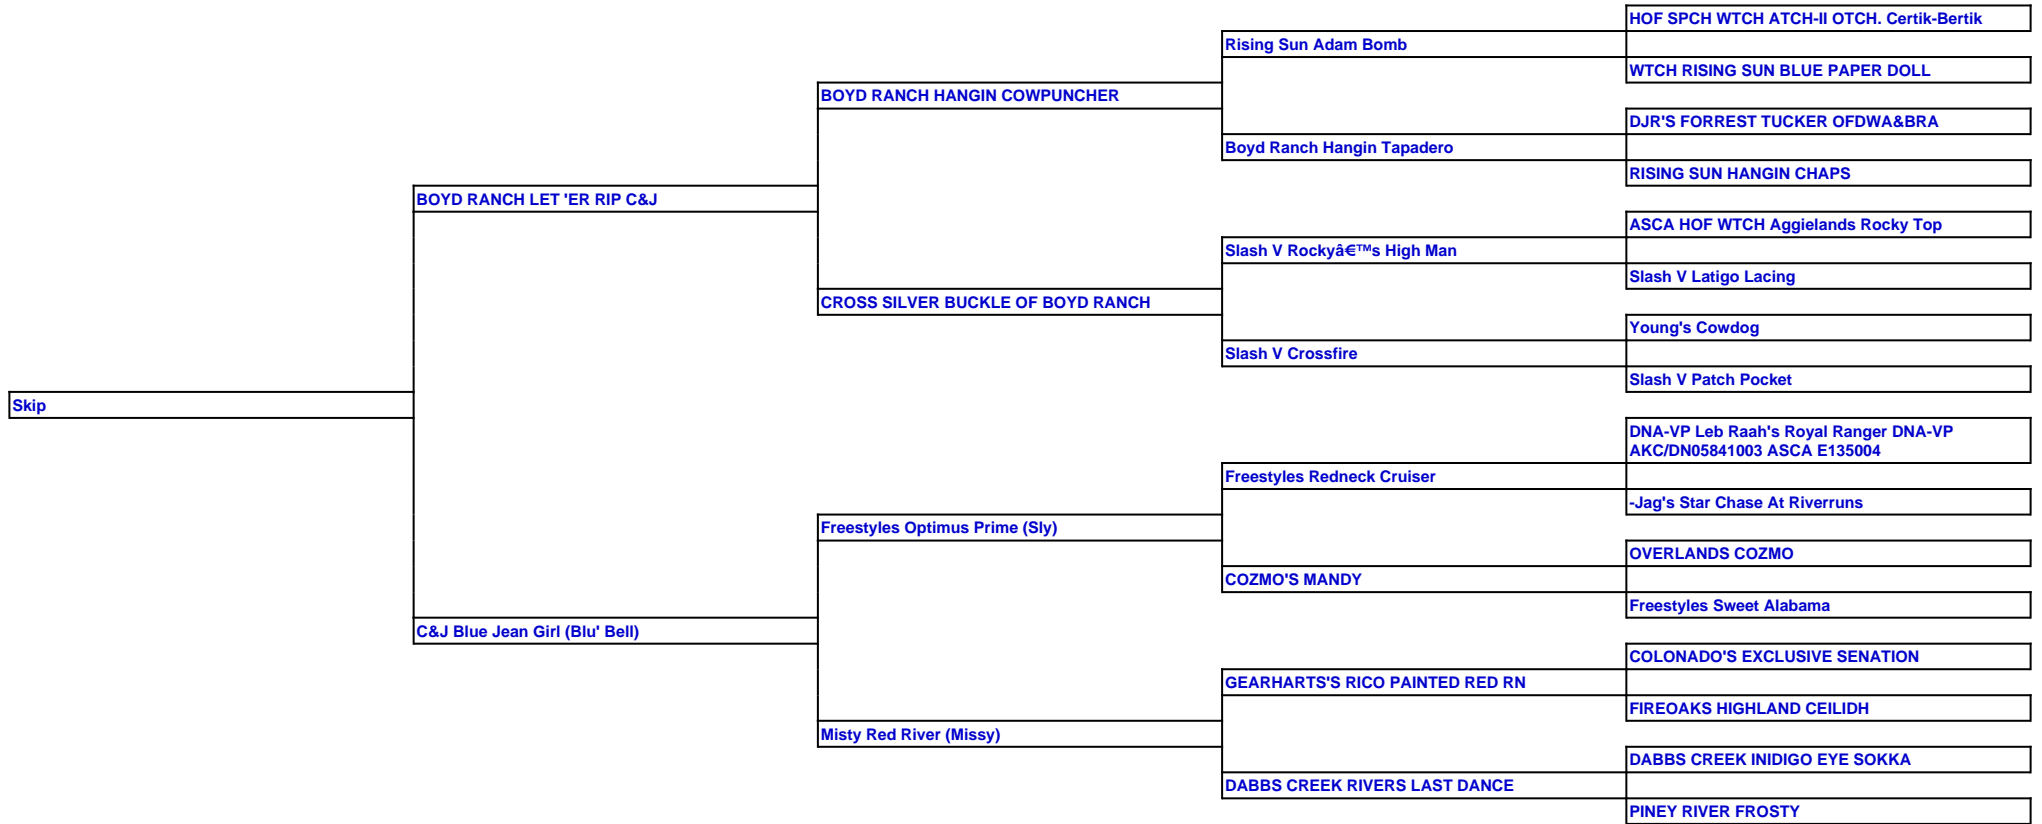 HOF SPCH WTCH ATCH-II OTCH. Certik-Bertik
Rising Sun Adam Bomb
WTCH RISING SUN BLUE PAPER DOLL
BOYD RANCH HANGIN COWPUNCHER
DJR'S FORREST TUCKER OFDWA&BRA
Boyd Ranch Hangin Tapadero
RISING SUN HANGIN CHAPS
BOYD RANCH LET 'ER RIP C&J
ASCA HOF WTCH Aggielands Rocky Top
Slash V Rockyâ€™s High Man
Slash V Latigo Lacing
CROSS SILVER BUCKLE OF BOYD RANCH
Young's Cowdog
Slash V Crossfire
Slash V Patch Pocket
Skip
DNA-VP Leb Raah's Royal Ranger DNA-VP
AKC/DN05841003 ASCA E135004
Freestyles Redneck Cruiser
-Jag's Star Chase At Riverruns
Freestyles Optimus Prime (Sly)
OVERLANDS COZMO
COZMO'S MANDY
Freestyles Sweet Alabama
C&J Blue Jean Girl (Blu' Bell)
COLONADO'S EXCLUSIVE SENATION
GEARHARTS'S RICO PAINTED RED RN
FIREOAKS HIGHLAND CEILIDH
Misty Red River (Missy)
DABBS CREEK INIDIGO EYE SOKKA
DABBS CREEK RIVERS LAST DANCE
PINEY RIVER FROSTY